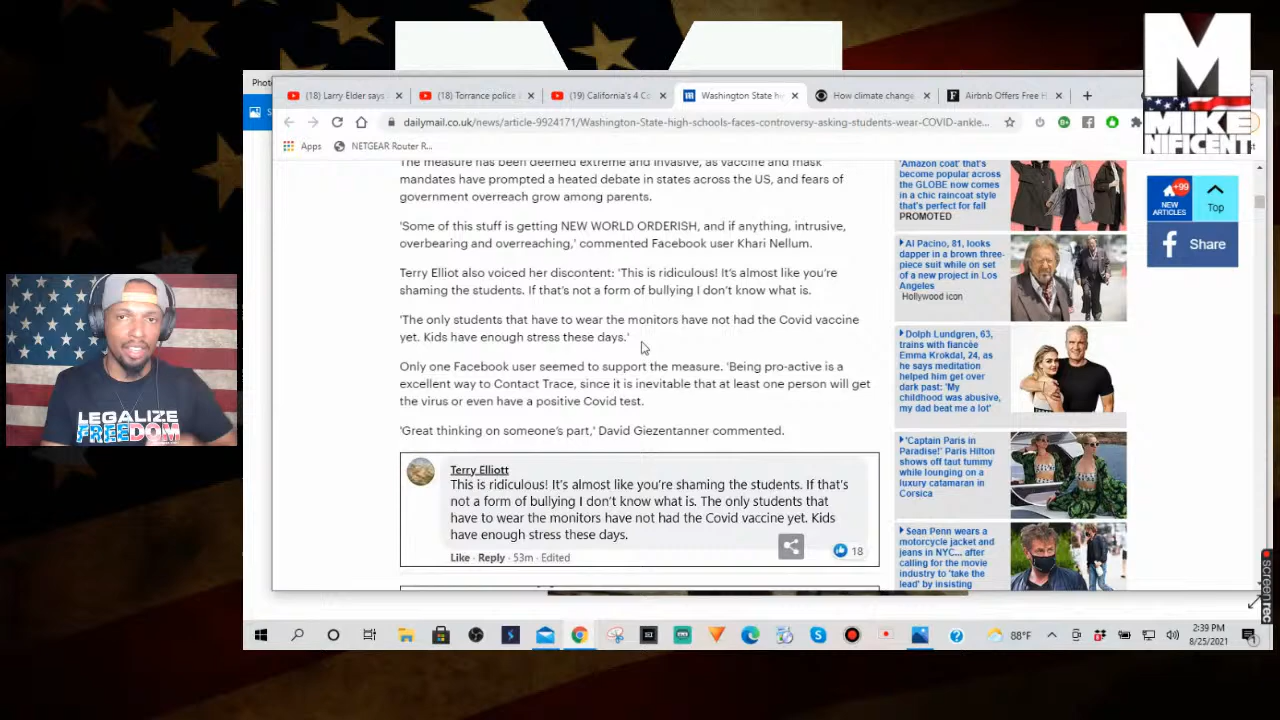 Photo
(18) Larry Elder says
(18) Torrance police
(19) California's 4 Co
Washington State hi
How climate change
Airbnb Offers Free H
dailymail.co.uk/news/article-9924171/Washington-State-high-schools-faces-controversy-asking-students-wear-COVID-ankle...
Apps
NETGEAR Router R...
M
MIKE
NIFICENT
The measure has been deemed extreme and invasive, as vaccine and mask
mandates have prompted a heated debate in states across the US, and fears of
government overreach grow among parents.
'Some of this stuff is getting NEW WORLD ORDERISH, and if anything, intrusive,
overbearing and overreaching,' commented Facebook user Khari Nellum.
Terry Elliot also voiced her discontent: 'This is ridiculous! It's almost like you're
shaming the students. If that's not a form of bullying I don't know what is.
'The only students that have to wear the monitors have not had the Covid vaccine
yet. Kids have enough stress these days.'
Only one Facebook user seemed to support the measure. 'Being pro-active is a
excellent way to Contact Trace, since it is inevitable that at least one person will get
the virus or even have a positive Covid test.
'Great thinking on someone's part,' David Giezentanner commented.
Terry Elliott
This is ridiculous! It's almost like you're shaming the students. If that's
not a form of bullying I don't know what is. The only students that
have to wear the monitors have not had the Covid vaccine yet. Kids
have enough stress these days.
Like · Reply · 53m · Edited
18
'Amazon coat' that's
become popular across
the GLOBE now comes
in a chic raincoat style
that's perfect for fall
PROMOTED
Al Pacino, 81, looks
dapper in a brown three-
piece suit while on set
of a new project in Los
Angeles
Hollywood icon
Dolph Lundgren, 63,
trains with fiancée
Emma Krokdal, 24, as
he says meditation
helped him get over
dark past: 'My
childhood was abusive,
my dad beat me a lot'
'Captain Paris in
Paradise!' Paris Hilton
shows off taut tummy
while lounging on a
luxury catamaran in
Corsica
Sean Penn wears a
motorcycle jacket and
jeans in NYC... after
calling for the movie
industry to 'take the
lead' by insisting
+99
NEW
ARTICLES
Top
Share
LEGALIZE
FREEDOM
screenrec
88°F
2:39 PM
8/25/2021